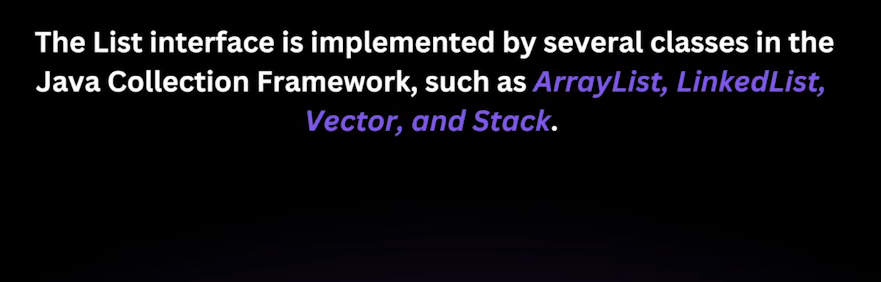 The List interface is implemented by several classes in the
Java Collection Framework, such as ArrayList, LinkedList,
Vector, and Stack.